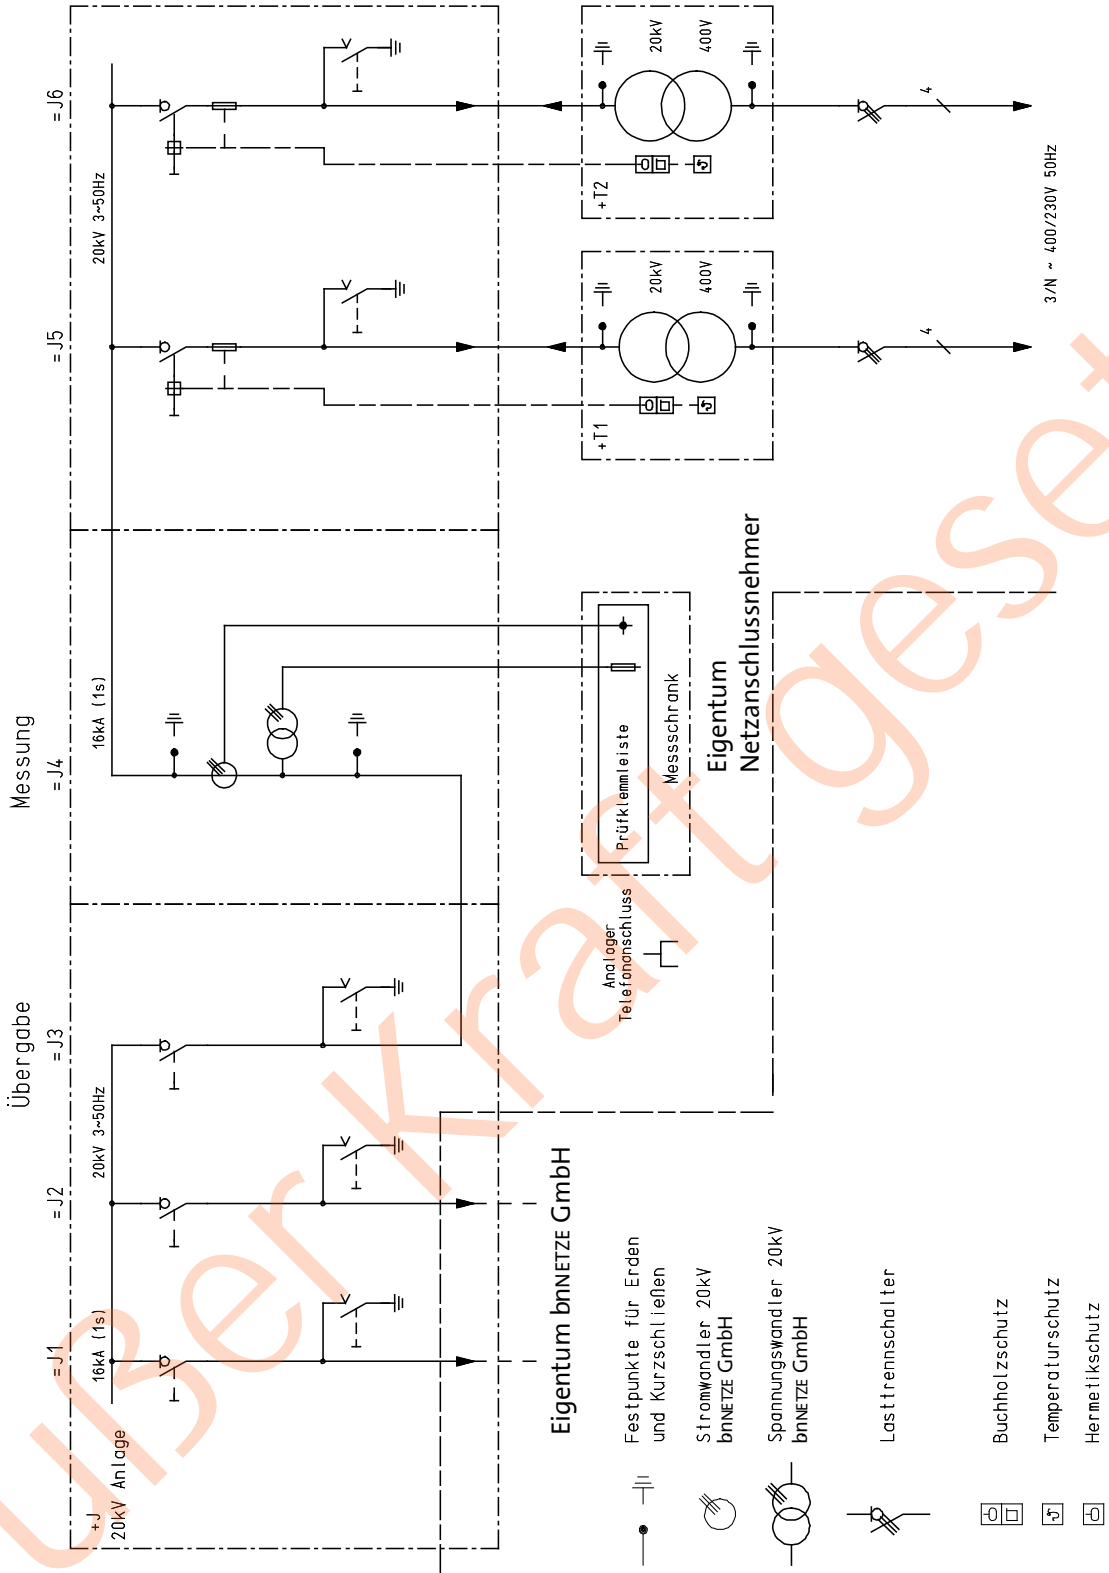 Übergabe
Messung
=J1
=J2
=J3
=J4
=J5
=J6
+J
20kV Anlage
16kA (1s)
20kV 3~50Hz
16kA (1s)
20kV 3~50Hz
Eigentum bnNETZE GmbH
Analoger
Telefonanschluss
Prüfklemmleiste
Messschrank
Eigentum
Netzanschlussnehmer
+T1
20kV
400V
+T2
20kV
400V
4
4
3/N ~ 400/230V 50Hz
Festpunkte für Erden
und Kurzschließen
Stromwandler 20kV
bnNETZE GmbH
Spannungswandler 20kV
bnNETZE GmbH
Lasttrennschalter
Buchholzschutz
Temperaturschutz
Hermetikschutz
ußer Kraft geset